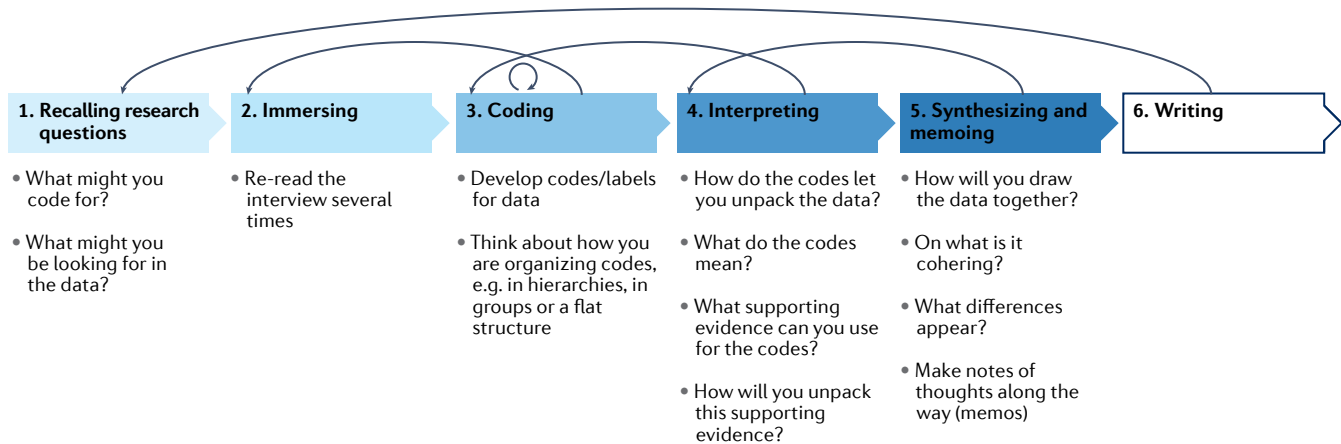 1. Recalling research
questions
2. Immersing
3. Coding
4. Interpreting
5. Synthesizing and
memoing
6. Writing
• What might you
code for?
• What might you
be looking for in
the data?
• Re-read the
interview several
times
• Develop codes/labels
for data
• Think about how you
are organizing codes,
e.g. in hierarchies, in
groups or a flat
structure
• How do the codes let
you unpack the data?
• What do the codes
mean?
• What supporting
evidence can you use
for the codes?
• How will you unpack
this supporting
evidence?
• How will you draw
the data together?
• On what is it
cohering?
• What differences
appear?
• Make notes of
thoughts along the
way (memos)